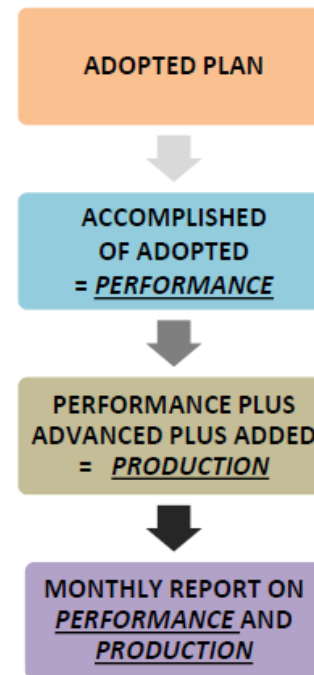 ADOPTED PLAN
ACCOMPLISHED
OF ADOPTED
= PERFORMANCE
PERFORMANCE PLUS
ADVANCED PLUS ADDED
= PRODUCTION
MONTHLY REPORT ON
PERFORMANCE AND
PRODUCTION